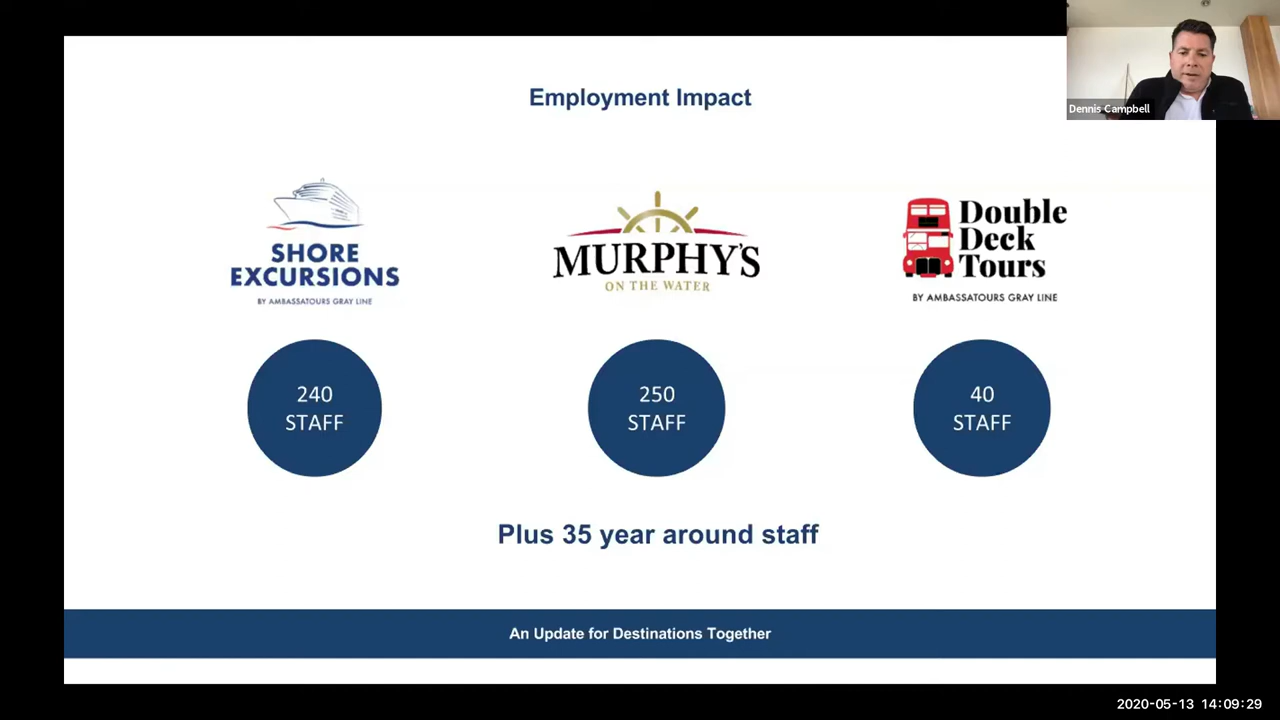 Employment Impact
Dennis Campbell
SHORE
EXCURSIONS
BY AMBASSATOURS GRAY LINE
MURPHY'S
ON THE WATER
Double
Deck
Tours
BY AMBASSATOURS GRAY LINE
240
STAFF
250
STAFF
40
STAFF
Plus 35 year around staff
An Update for Destinations Together
2020-05-13 14:09:29